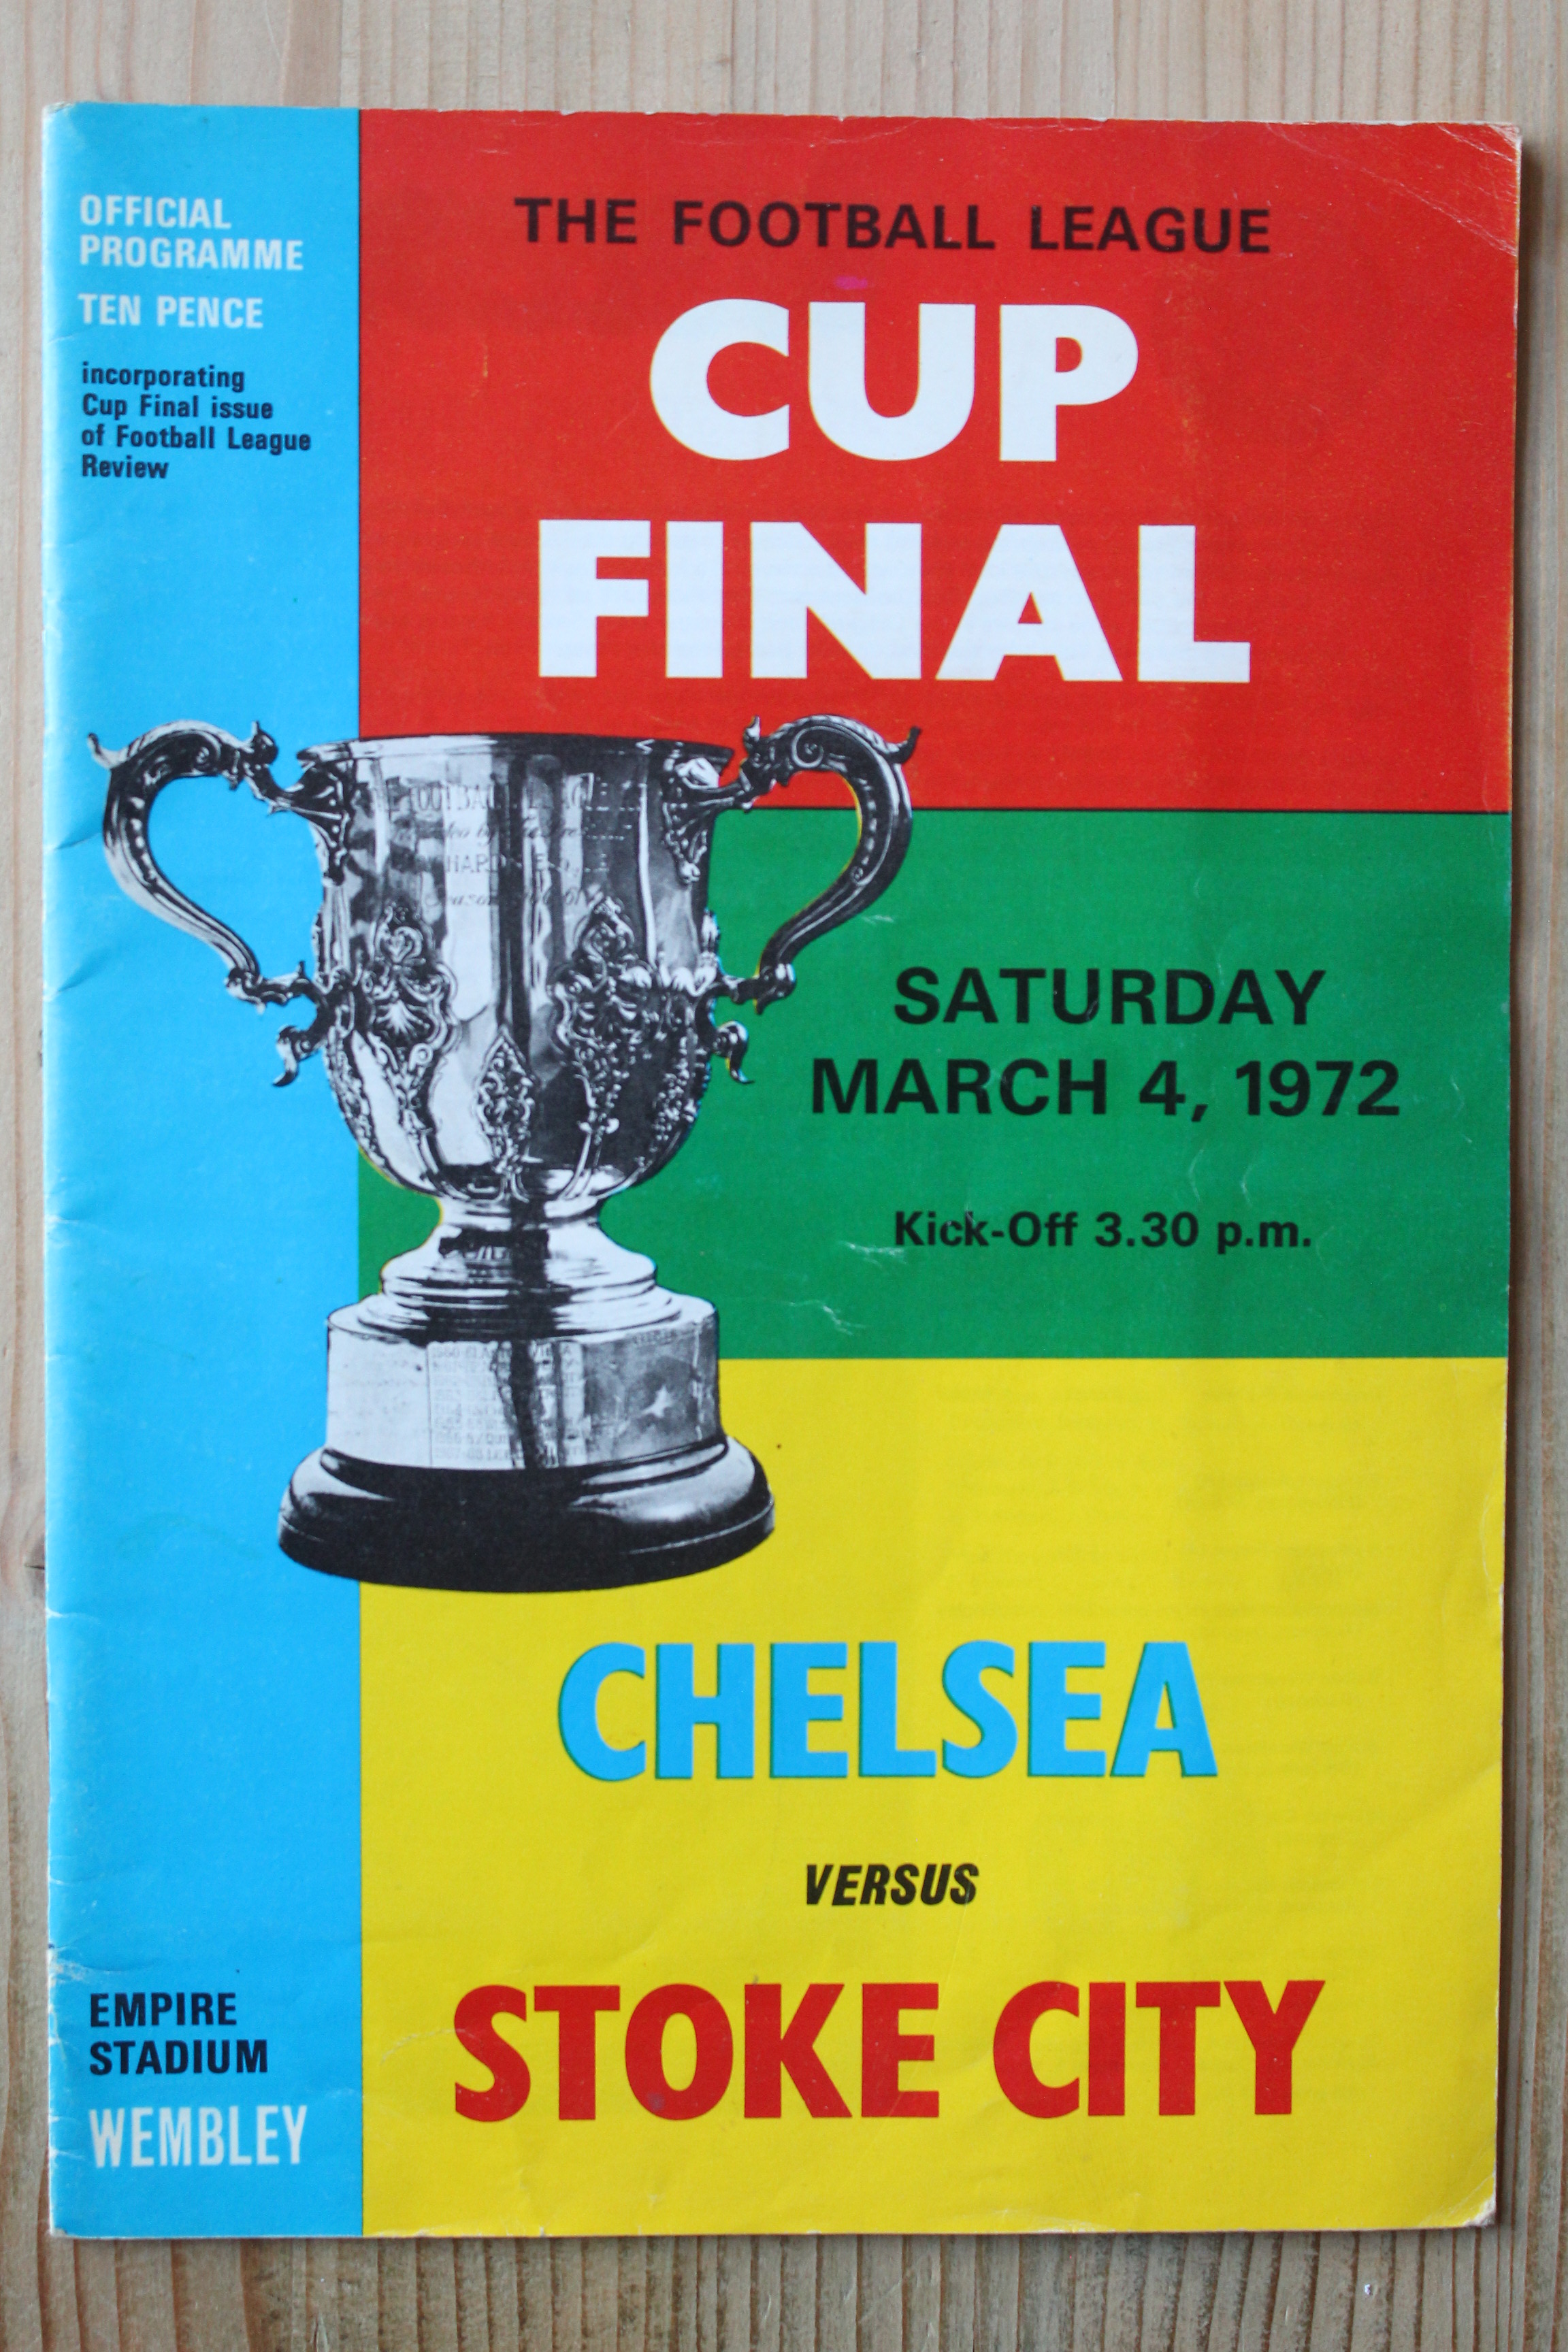 OFFICIAL
PROGRAMME
TEN PENCE
incorporating
Cup Final issue
of Football League
Review
THE FOOTBALL LEAGUE
CUP
FINAL
SATURDAY
MARCH 4, 1972
Kick-Off 3.30 p.m.
CHELSEA
VERSUS
STOKE CITY
EMPIRE
STADIUM
WEMBLEY